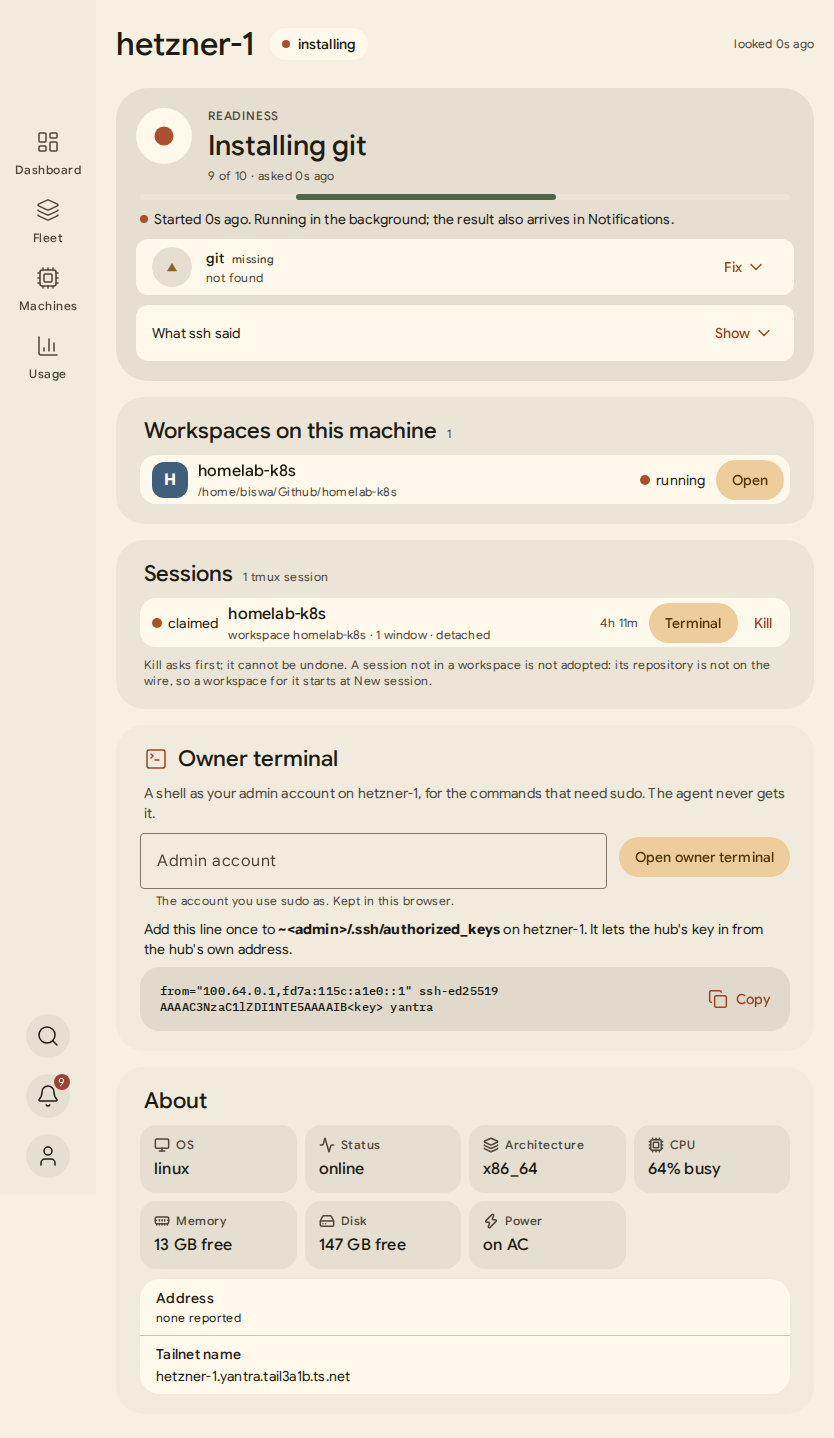 hetzner-1
installing
looked 0s ago
Dashboard
Fleet
Machines
Usage
READINESS
Installing git
9 of 10 · asked 0s ago
Started 0s ago. Running in the background; the result also arrives in Notifications.
git missing
not found
Fix
What ssh said
Show
Workspaces on this machine 1
H
homelab-k8s
/home/biswa/Github/homelab-k8s
running
Open
Sessions 1 tmux session
claimed
homelab-k8s
workspace homelab-k8s · 1 window · detached
4h 11m
Terminal
Kill
Kill asks first; it cannot be undone. A session not in a workspace is not adopted: its repository is not on the
wire, so a workspace for it starts at New session.
Owner terminal
A shell as your admin account on hetzner-1, for the commands that need sudo. The agent never gets
it.
Admin account
Open owner terminal
The account you use sudo as. Kept in this browser.
Add this line once to ~<admin>/.ssh/authorized_keys on hetzner-1. It lets the hub's key in from
the hub's own address.
from="100.64.0.1,fd7a:115c:a1e0::1" ssh-ed25519
AAAAC3NzaC1lZDI1NTE5AAAAIB<key> yantra
Copy
9
About
OS
linux
Status
online
Architecture
x86_64
CPU
64% busy
Memory
13 GB free
Disk
147 GB free
Power
on AC
Address
none reported
Tailnet name
hetzner-1.yantra.tail3a1b.ts.net